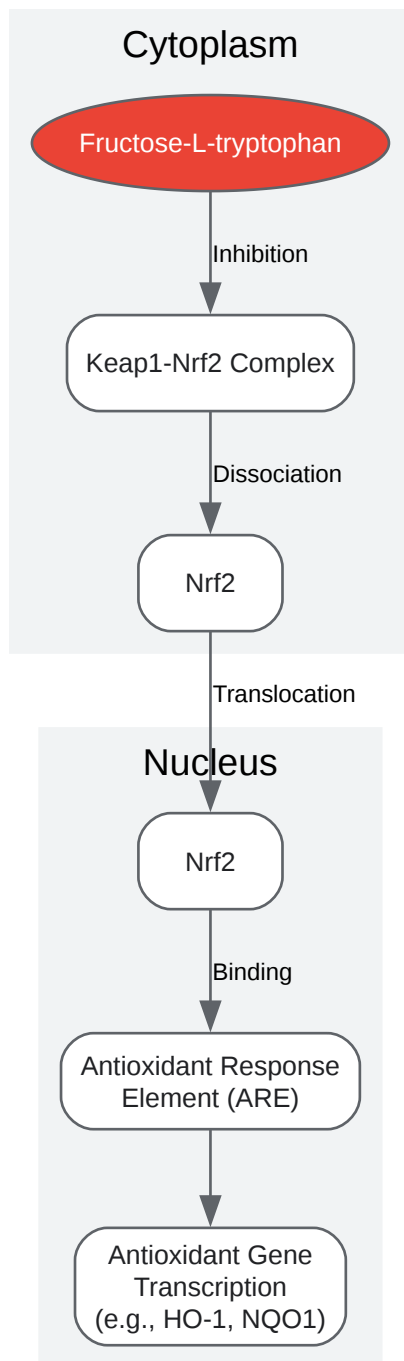 Cytoplasm
Fructose-L-tryptophan
Inhibition
Keap1-Nrf2 Complex
Dissociation
Nrf2
Translocation
Nucleus
Nrf2
Binding
Antioxidant Response
Element (ARE)
Antioxidant Gene
Transcription
(e.g., HO-1, NQO1)